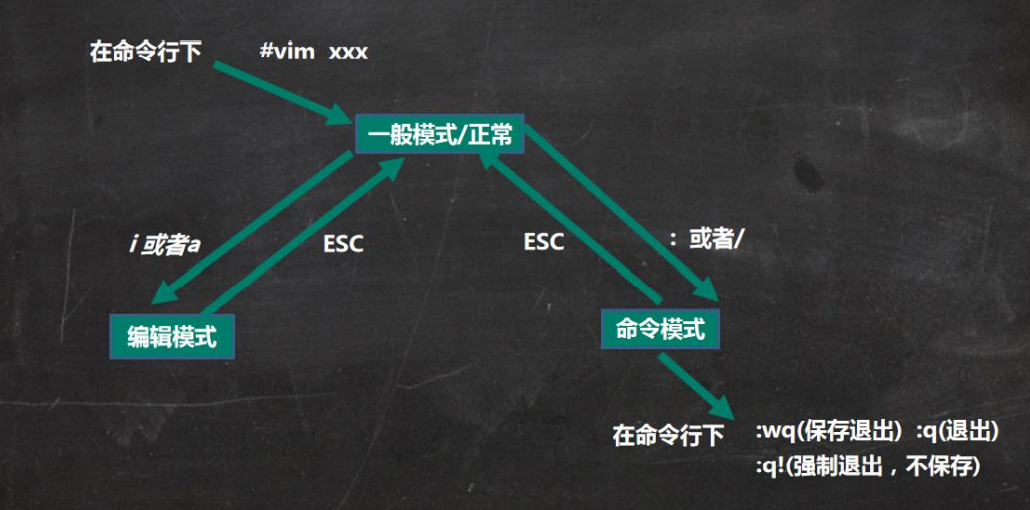 在命令行下 #vim xxx
一般模式/正常
i 或者a
ESC
ESC
: 或者/
编辑模式
命令模式
在命令行下
:wq(保存退出) :q(退出)
:q!(强制退出，不保存)